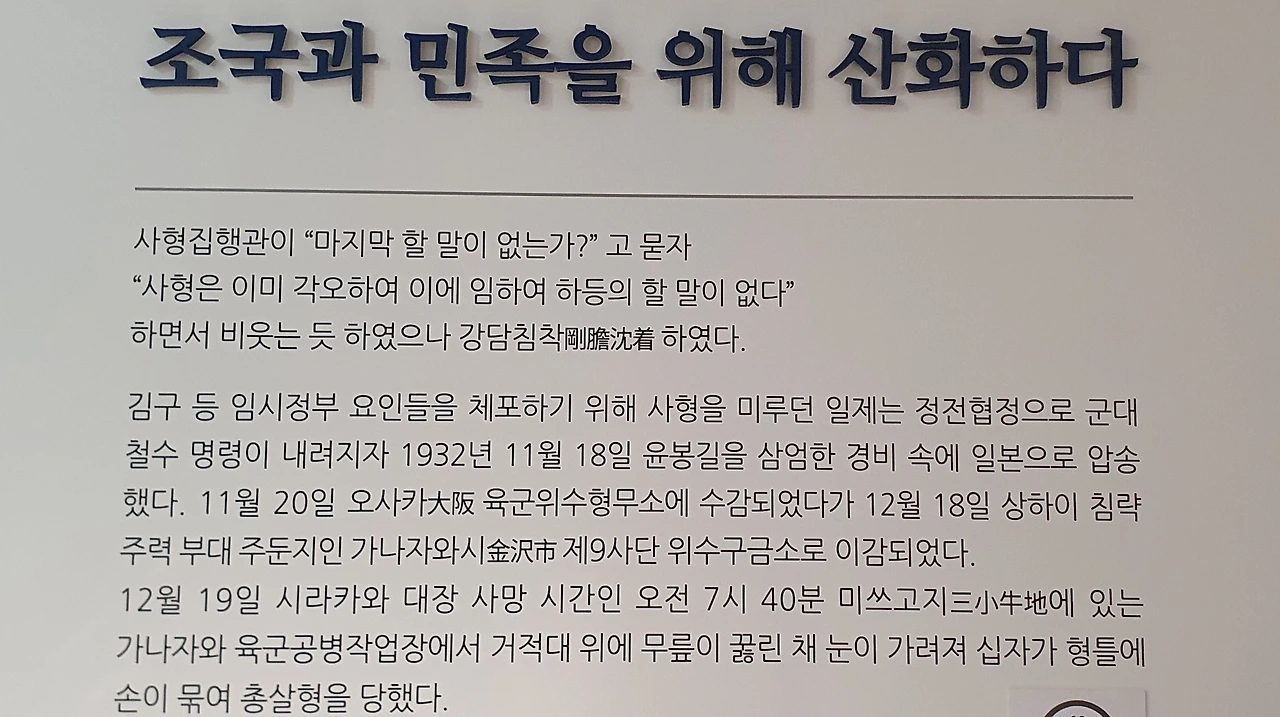 조국과 민족을 위해 산화하다
사형집행관이 “마지막 할 말이 없는가?” 고 묻자
“사형은 이미 각오하여 이에 임하여 하등의 할 말이 없다”
하면서 비웃는 듯 하였으나 강담침착剛膽沈着 하였다.
김구 등 임시정부 요인들을 체포하기 위해 사형을 미루던 일제는 정전협정으로 군대
철수 명령이 내려지자 1932년 11월 18일 윤봉길을 삼엄한 경비 속에 일본으로 압송
했다. 11월 20일 오사카大阪 육군위수형무소에 수감되었다가 12월 18일 상하이 침략
주력 부대 주둔지인 가나자와시金沢市 제9사단 위수구금소로 이감되었다.
12월 19일 시라카와 대장 사망 시간인 오전 7시 40분 미쓰고지三小牛地에 있는
가나자와 육군공병작업장에서 거적대 위에 무릎이 꿇린 채 눈이 가려져 십자가 형틀에
손이 묶여 총살형을 당했다.